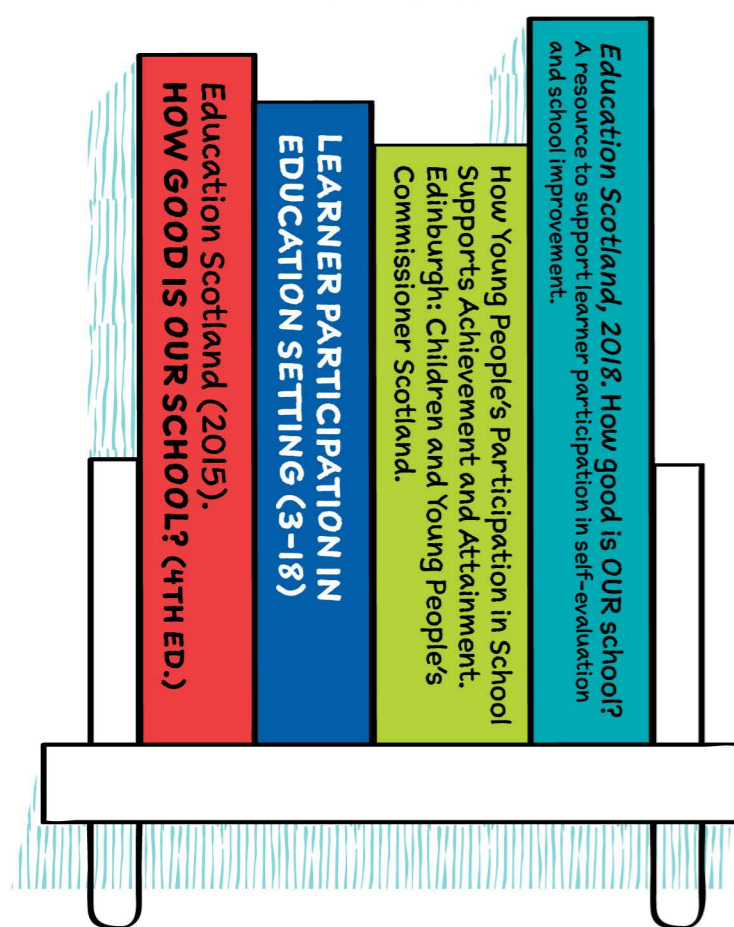 Education Scotland (2015).
HOW GOOD IS OUR SCHOOL? (4TH ED.)
LEARNER PARTICIPATION IN
EDUCATION SETTING (3-18)
How Young People's Participation in School
Supports Achievement and Attainment.
Edinburgh: Children and Young People's
Commissioner Scotland.
Education Scotland, 2018. How good is OUR school?
A resource to support learner participation in self-evaluation
and school improvement.